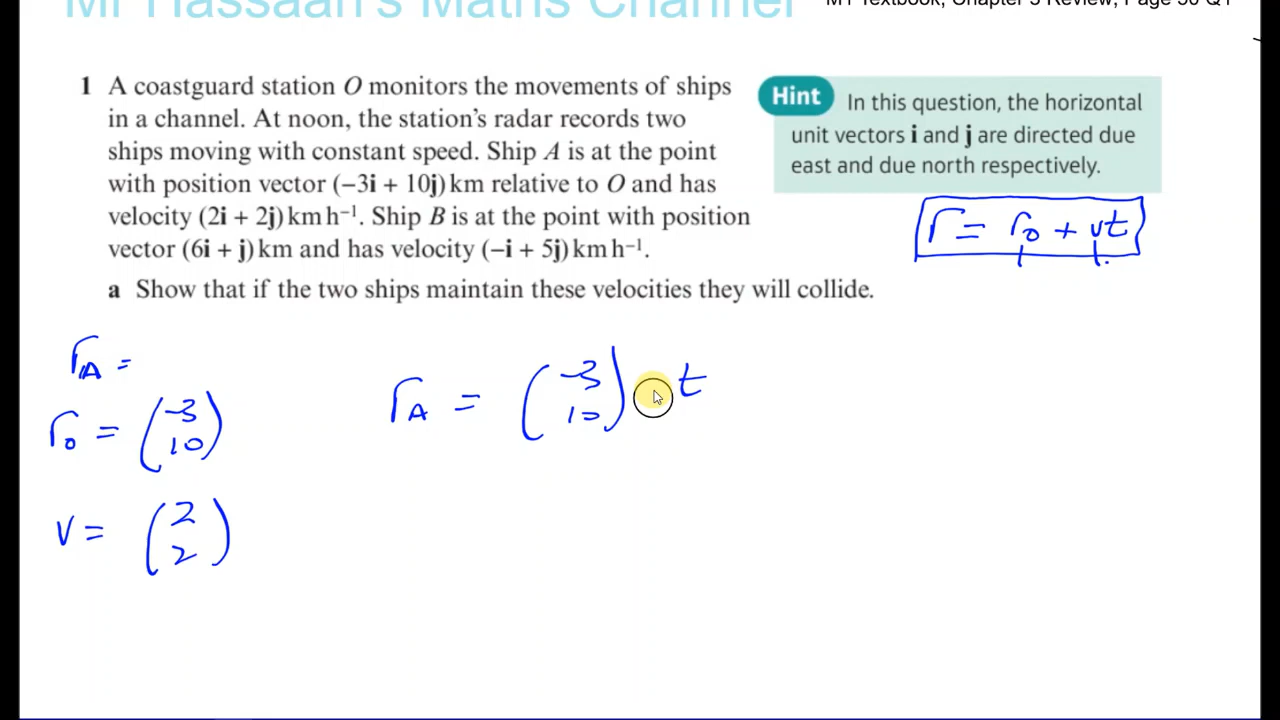 Mr Hassaan's Maths Channel
M1 Textbook, Chapter 3 Review, Page 50 Q1
1 A coastguard station O monitors the movements of ships
in a channel. At noon, the station's radar records two
ships moving with constant speed. Ship A is at the point
with position vector (−3i + 10j) km relative to O and has
velocity (2i + 2j) km h⁻¹. Ship B is at the point with position
vector (6i + j) km and has velocity (−i + 5j) km h⁻¹.
Hint In this question, the horizontal
unit vectors i and j are directed due
east and due north respectively.
r = r₀ + vt
a Show that if the two ships maintain these velocities they will collide.
r_A =
r₀ = (-3
10)
v = (2
2)
r_A = (-3
10) t